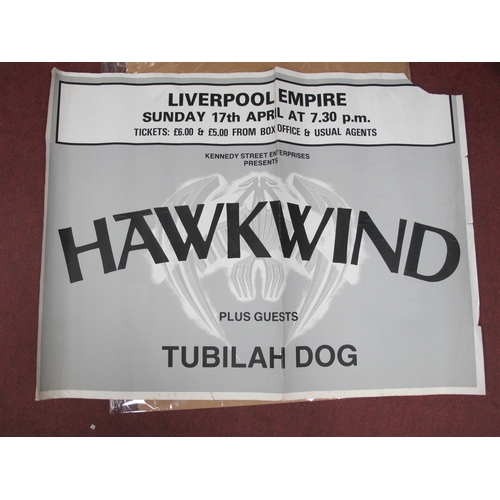 LIVERPOOL EMPIRE
SUNDAY 17th APRIL AT 7.30 p.m.
TICKETS: £6.00 & £5.00 FROM BOX OFFICE & USUAL AGENTS
KENNEDY STREET ENTERPRISES
PRESENTS
HAWKWIND
PLUS GUESTS
TUBILAH DOG